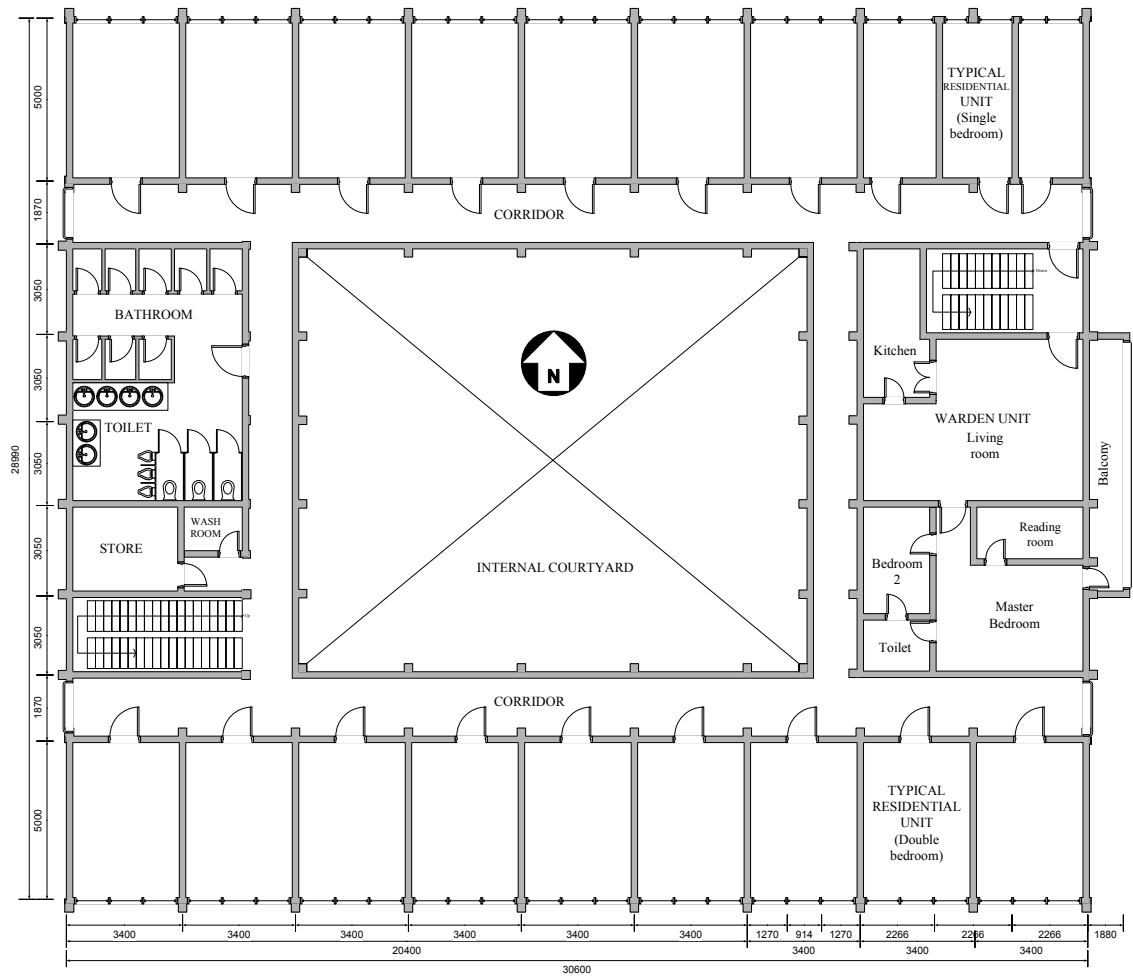 TYPICAL
RESIDENTIAL
UNIT
(Single
bedroom)
5000
CORRIDOR
1870
Down
3050
BATHROOM
N
Kitchen
3050
WARDEN UNIT
Living
room
TOILET
Balcony
28990
3050
WASH
ROOM
STORE
3050
Reading
room
INTERNAL COURTYARD
Bedroom
2
Up
3050
Master
Bedroom
Toilet
CORRIDOR
1870
TYPICAL
RESIDENTIAL
UNIT
(Double
bedroom)
5000
3400 3400 3400 3400 3400 3400 1270 914 1270 2266 2266 2266 1880
20400 3400 3400 3400
30600